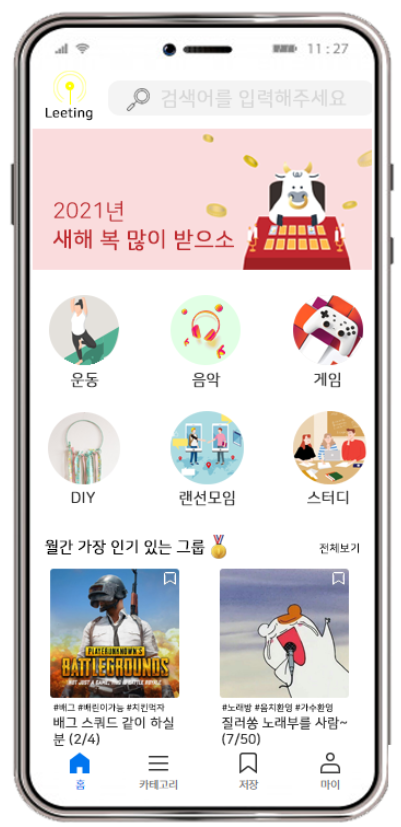 11:27
Leeting
검색어를 입력해주세요
2021년
새해 복 많이 받으소
운동
음악
게임
DIY
랜선모임
스터디
월간 가장 인기 있는 그룹
전체보기
PLAYERUNKNOWN'S
BATTLEGROUNDS
#배그 #배린이가능 #치킨먹자
배그 스쿼드 같이 하실
분 (2/4)
#노래방 #음치환영 #가수환영
질러쏭 노래부를 사람~
(7/50)
홈
카테고리
저장
마이